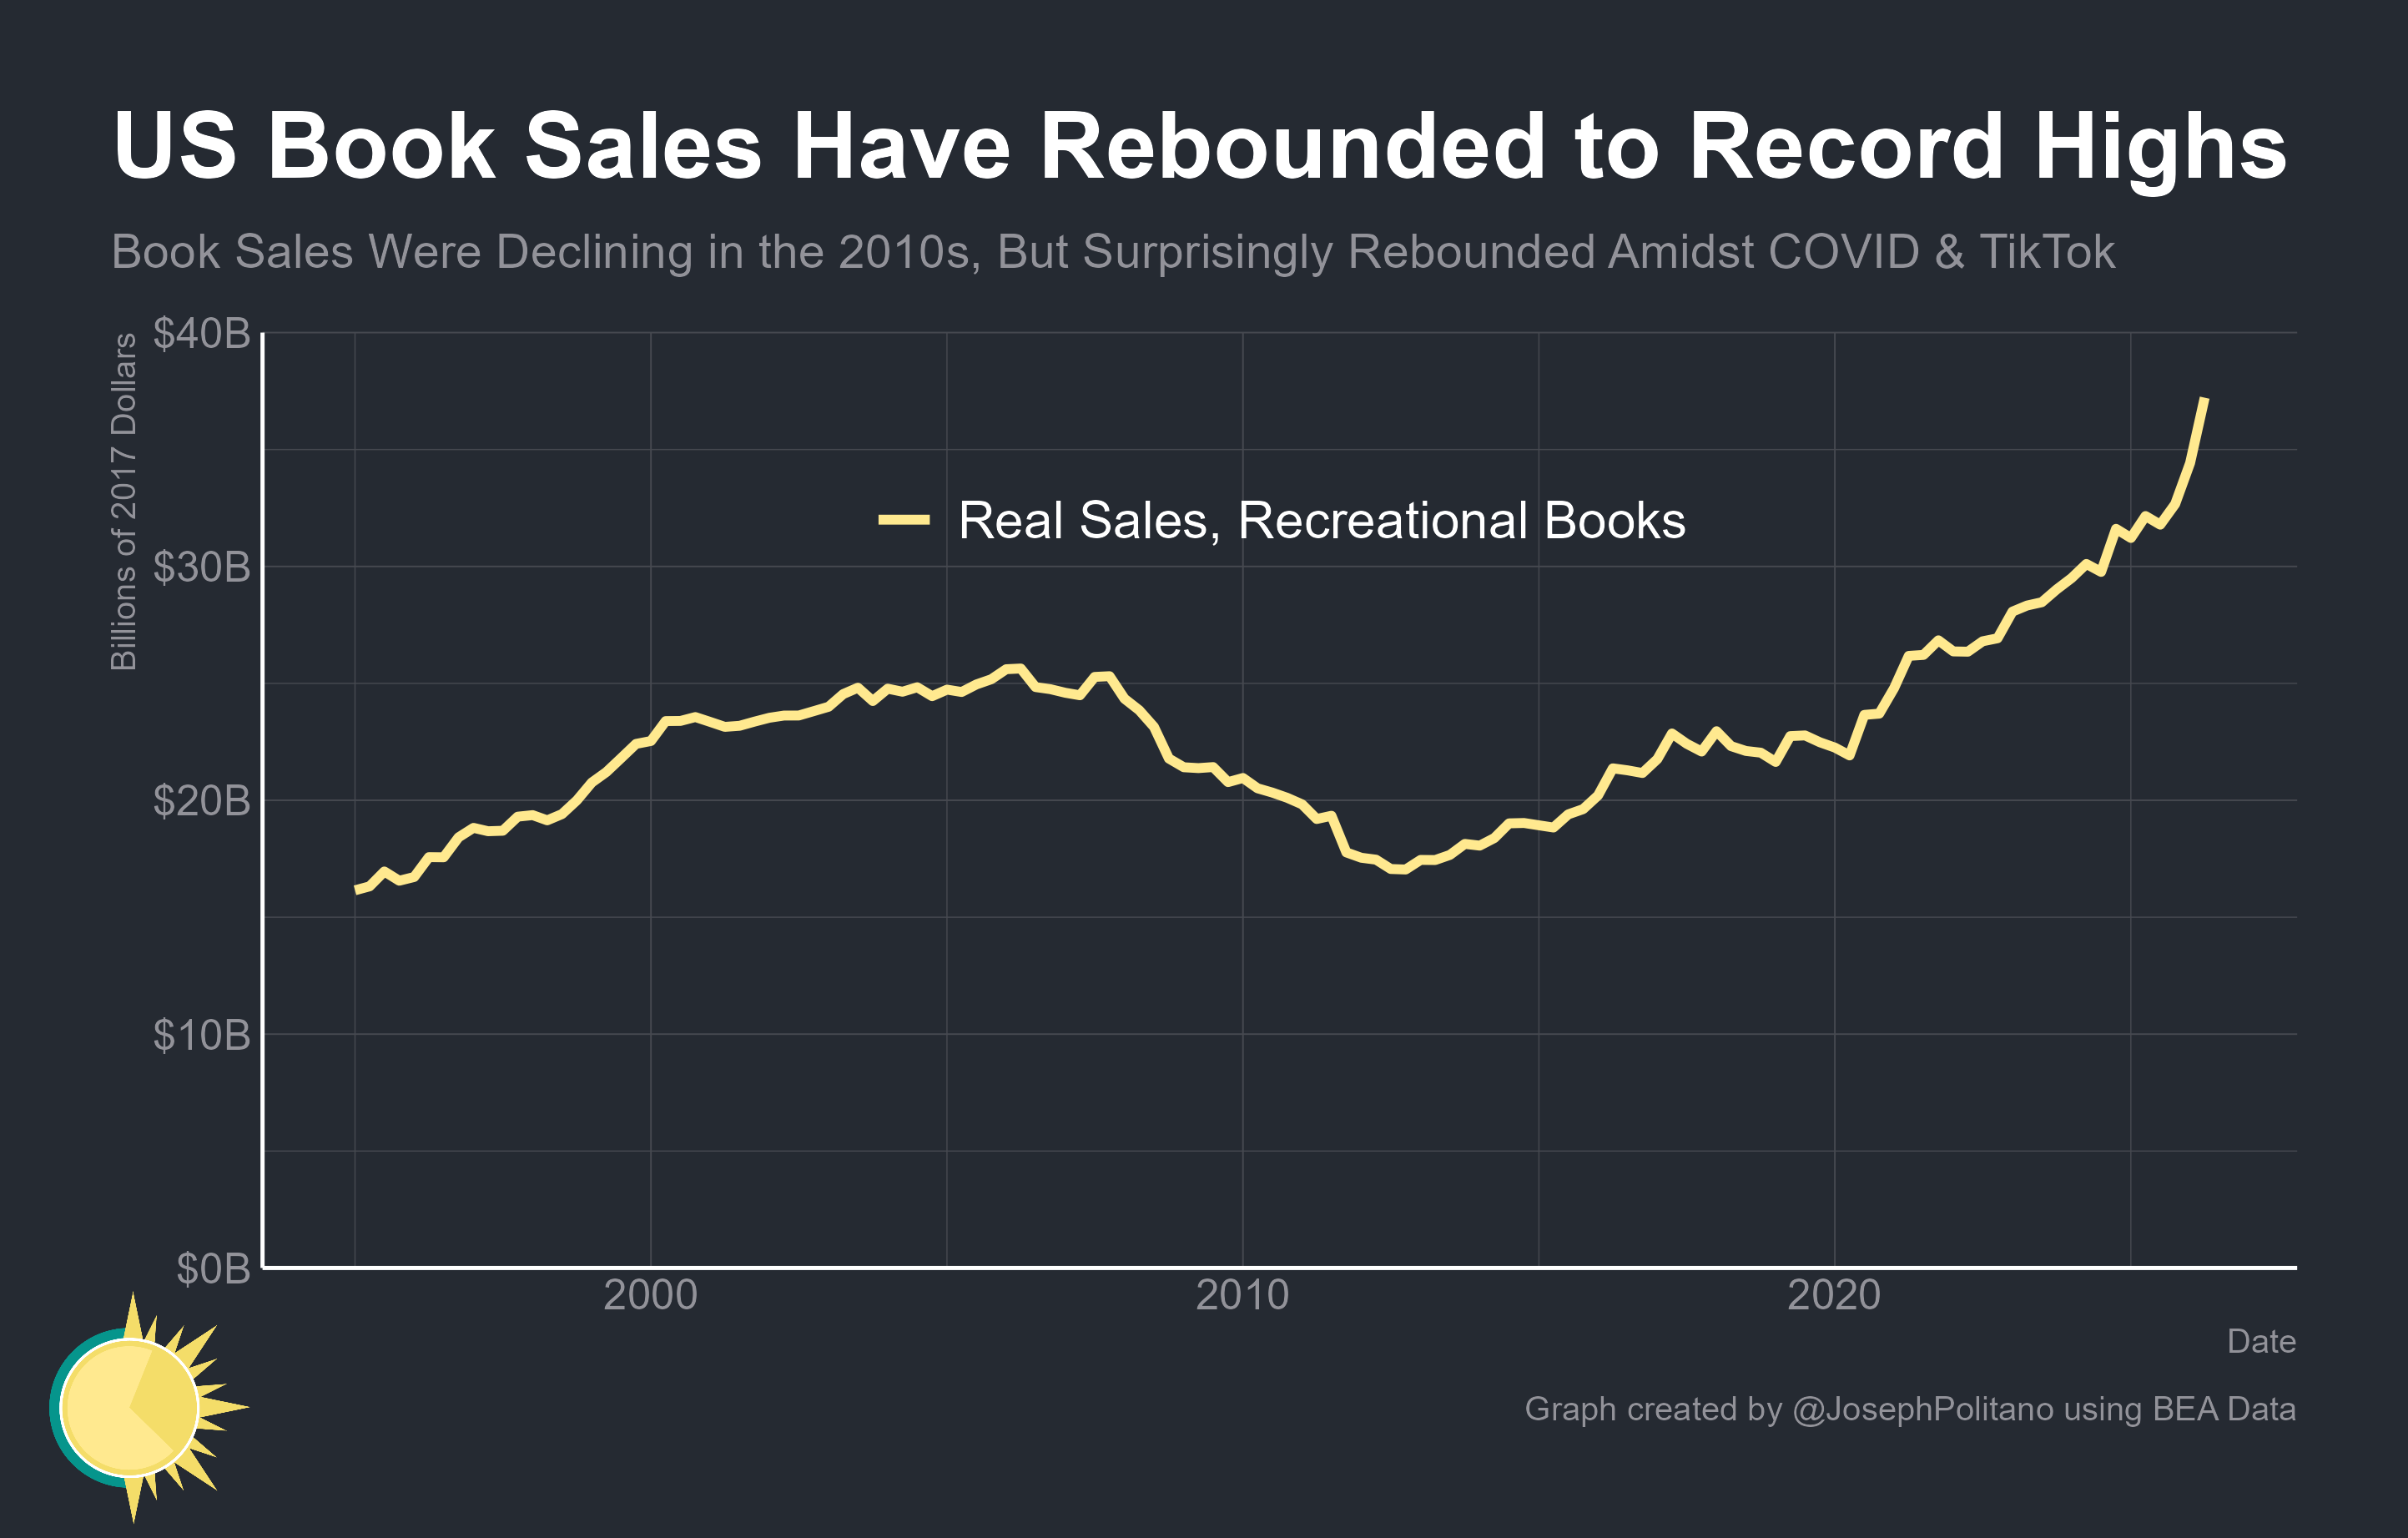 US Book Sales Have Rebounded to Record Highs
Book Sales Were Declining in the 2010s, But Surprisingly Rebounded Amidst COVID & TikTok
Billions of 2017 Dollars
$40B
$30B
$20B
$10B
$0B
Real Sales, Recreational Books
2000
2010
2020
Date
Graph created by @JosephPolitano using BEA Data